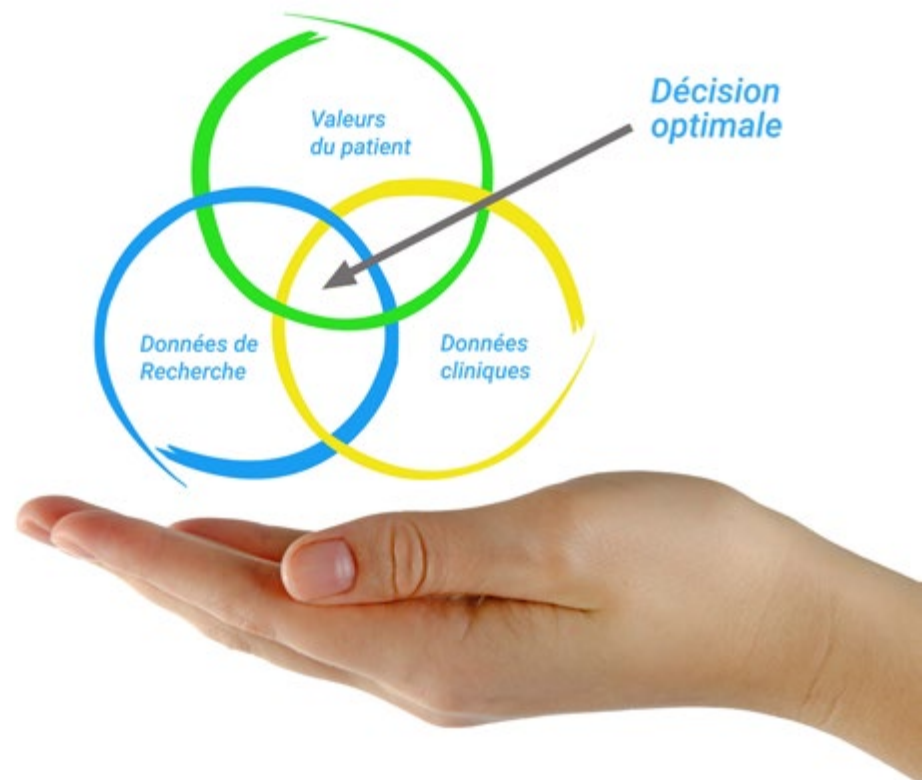 Valeurs
du patient
Décision
optimale
Données de
Recherche
Données
cliniques